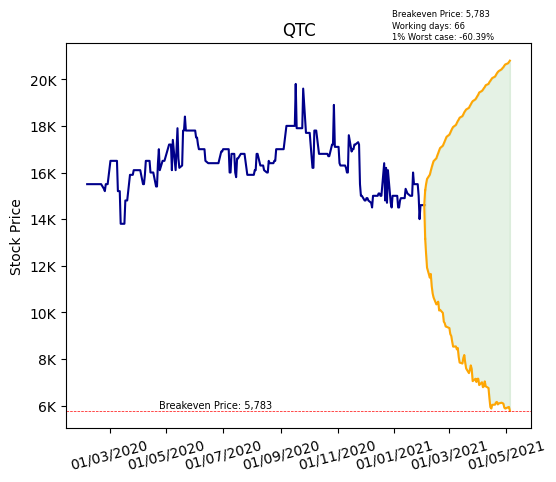 Breakeven Price: 5,783
Working days: 66
1% Worst case: -60.39%
QTC
Stock Price
20K
18K
16K
14K
12K
10K
8K
6K
Breakeven Price: 5,783
01/03/2020
01/05/2020
01/07/2020
01/09/2020
01/11/2020
01/01/2021
01/03/2021
01/05/2021